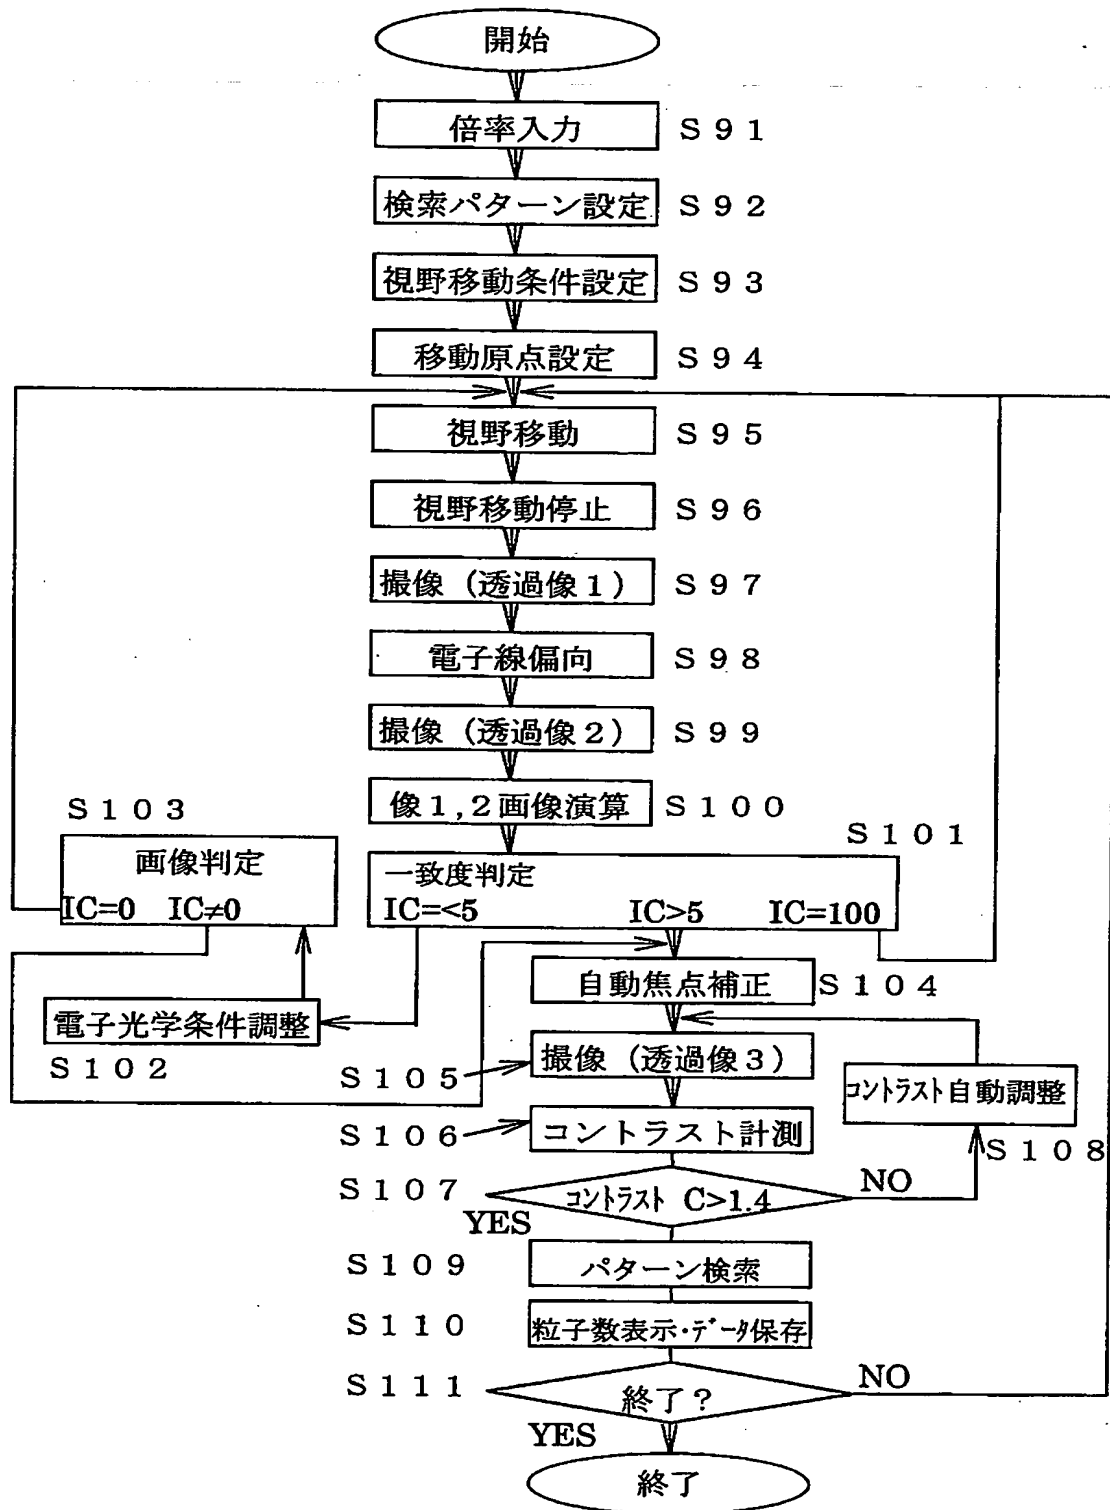 開始
倍率入力 S91
検索パターン設定 S92
視野移動条件設定 S93
移動原点設定 S94
視野移動 S95
視野移動停止 S96
撮像（透過像1） S97
電子線偏向 S98
撮像（透過像2） S99
像1,2画像演算 S100
S103
画像判定
IC=0 IC≠0
S101
一致度判定
IC=<5 IC>5 IC=100
電子光学条件調整
S102
自動焦点補正 S104
S105 撮像（透過像3）
コントラスト自動調整
S108
S106 コントラスト計測
S107 コントラスト C>1.4 NO
YES
S109 パターン検索
S110 粒子数表示・データ保存
S111 終了？ NO
YES
終了